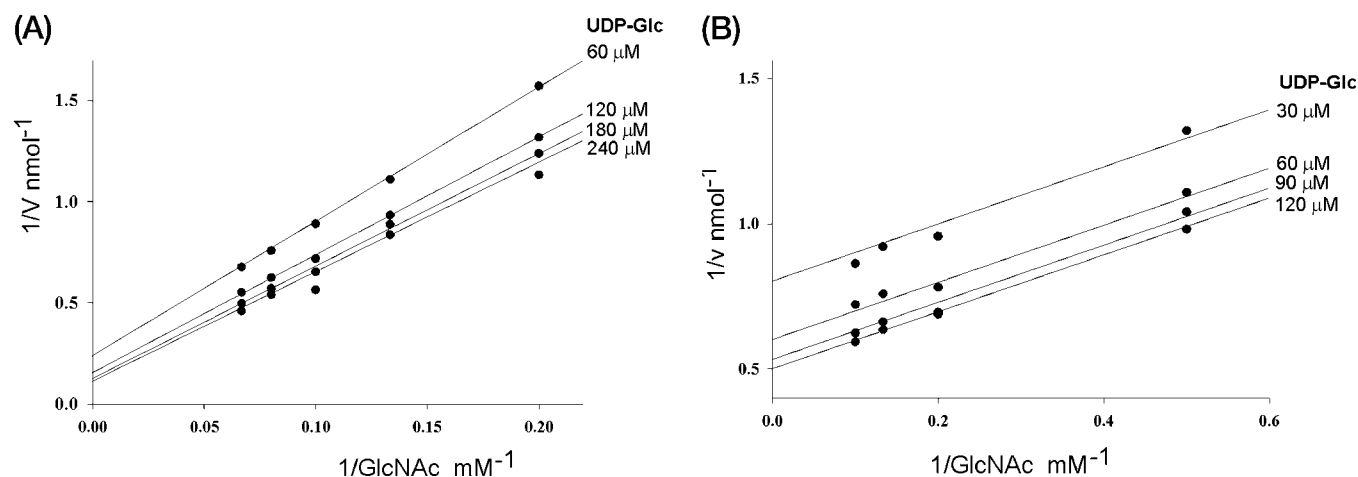 (A)
UDP-Glc
60 µM
120 µM
180 µM
240 µM
1/V nmol⁻¹
1.5
1.0
0.5
0.0
0.00 0.05 0.10 0.15 0.20
1/GlcNAc mM⁻¹
(B)
UDP-Glc
30 µM
60 µM
90 µM
120 µM
1/v nmol⁻¹
1.5
1.0
0.5
0.0 0.2 0.4 0.6
1/GlcNAc mM⁻¹